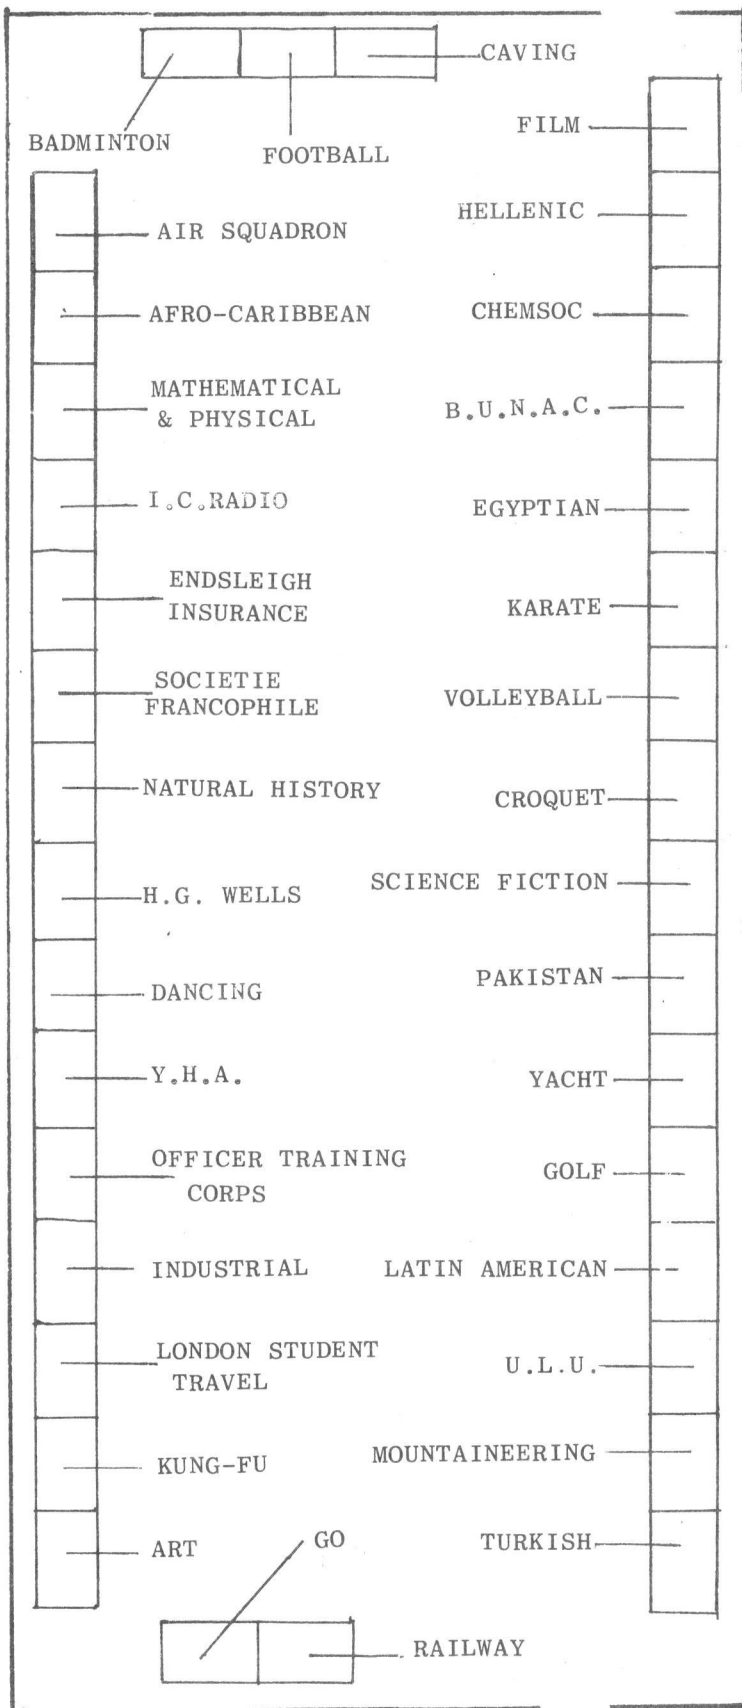 CAVING
BADMINTON
FOOTBALL
FILM
AIR SQUADRON
AFRO-CARIBBEAN
MATHEMATICAL
& PHYSICAL
I.C.RADIO
ENDSLEIGH
INSURANCE
SOCIETIE
FRANCOPHILE
NATURAL HISTORY
H.G. WELLS
DANCING
Y.H.A.
OFFICER TRAINING
CORPS
INDUSTRIAL
LONDON STUDENT
TRAVEL
KUNG-FU
ART
HELLENIC
CHEMSOC
B.U.N.A.C.
EGYPTIAN
KARATE
VOLLEYBALL
CROQUET
SCIENCE FICTION
PAKISTAN
YACHT
GOLF
LATIN AMERICAN
U.L.U.
MOUNTAINEERING
TURKISH
GO
RAILWAY